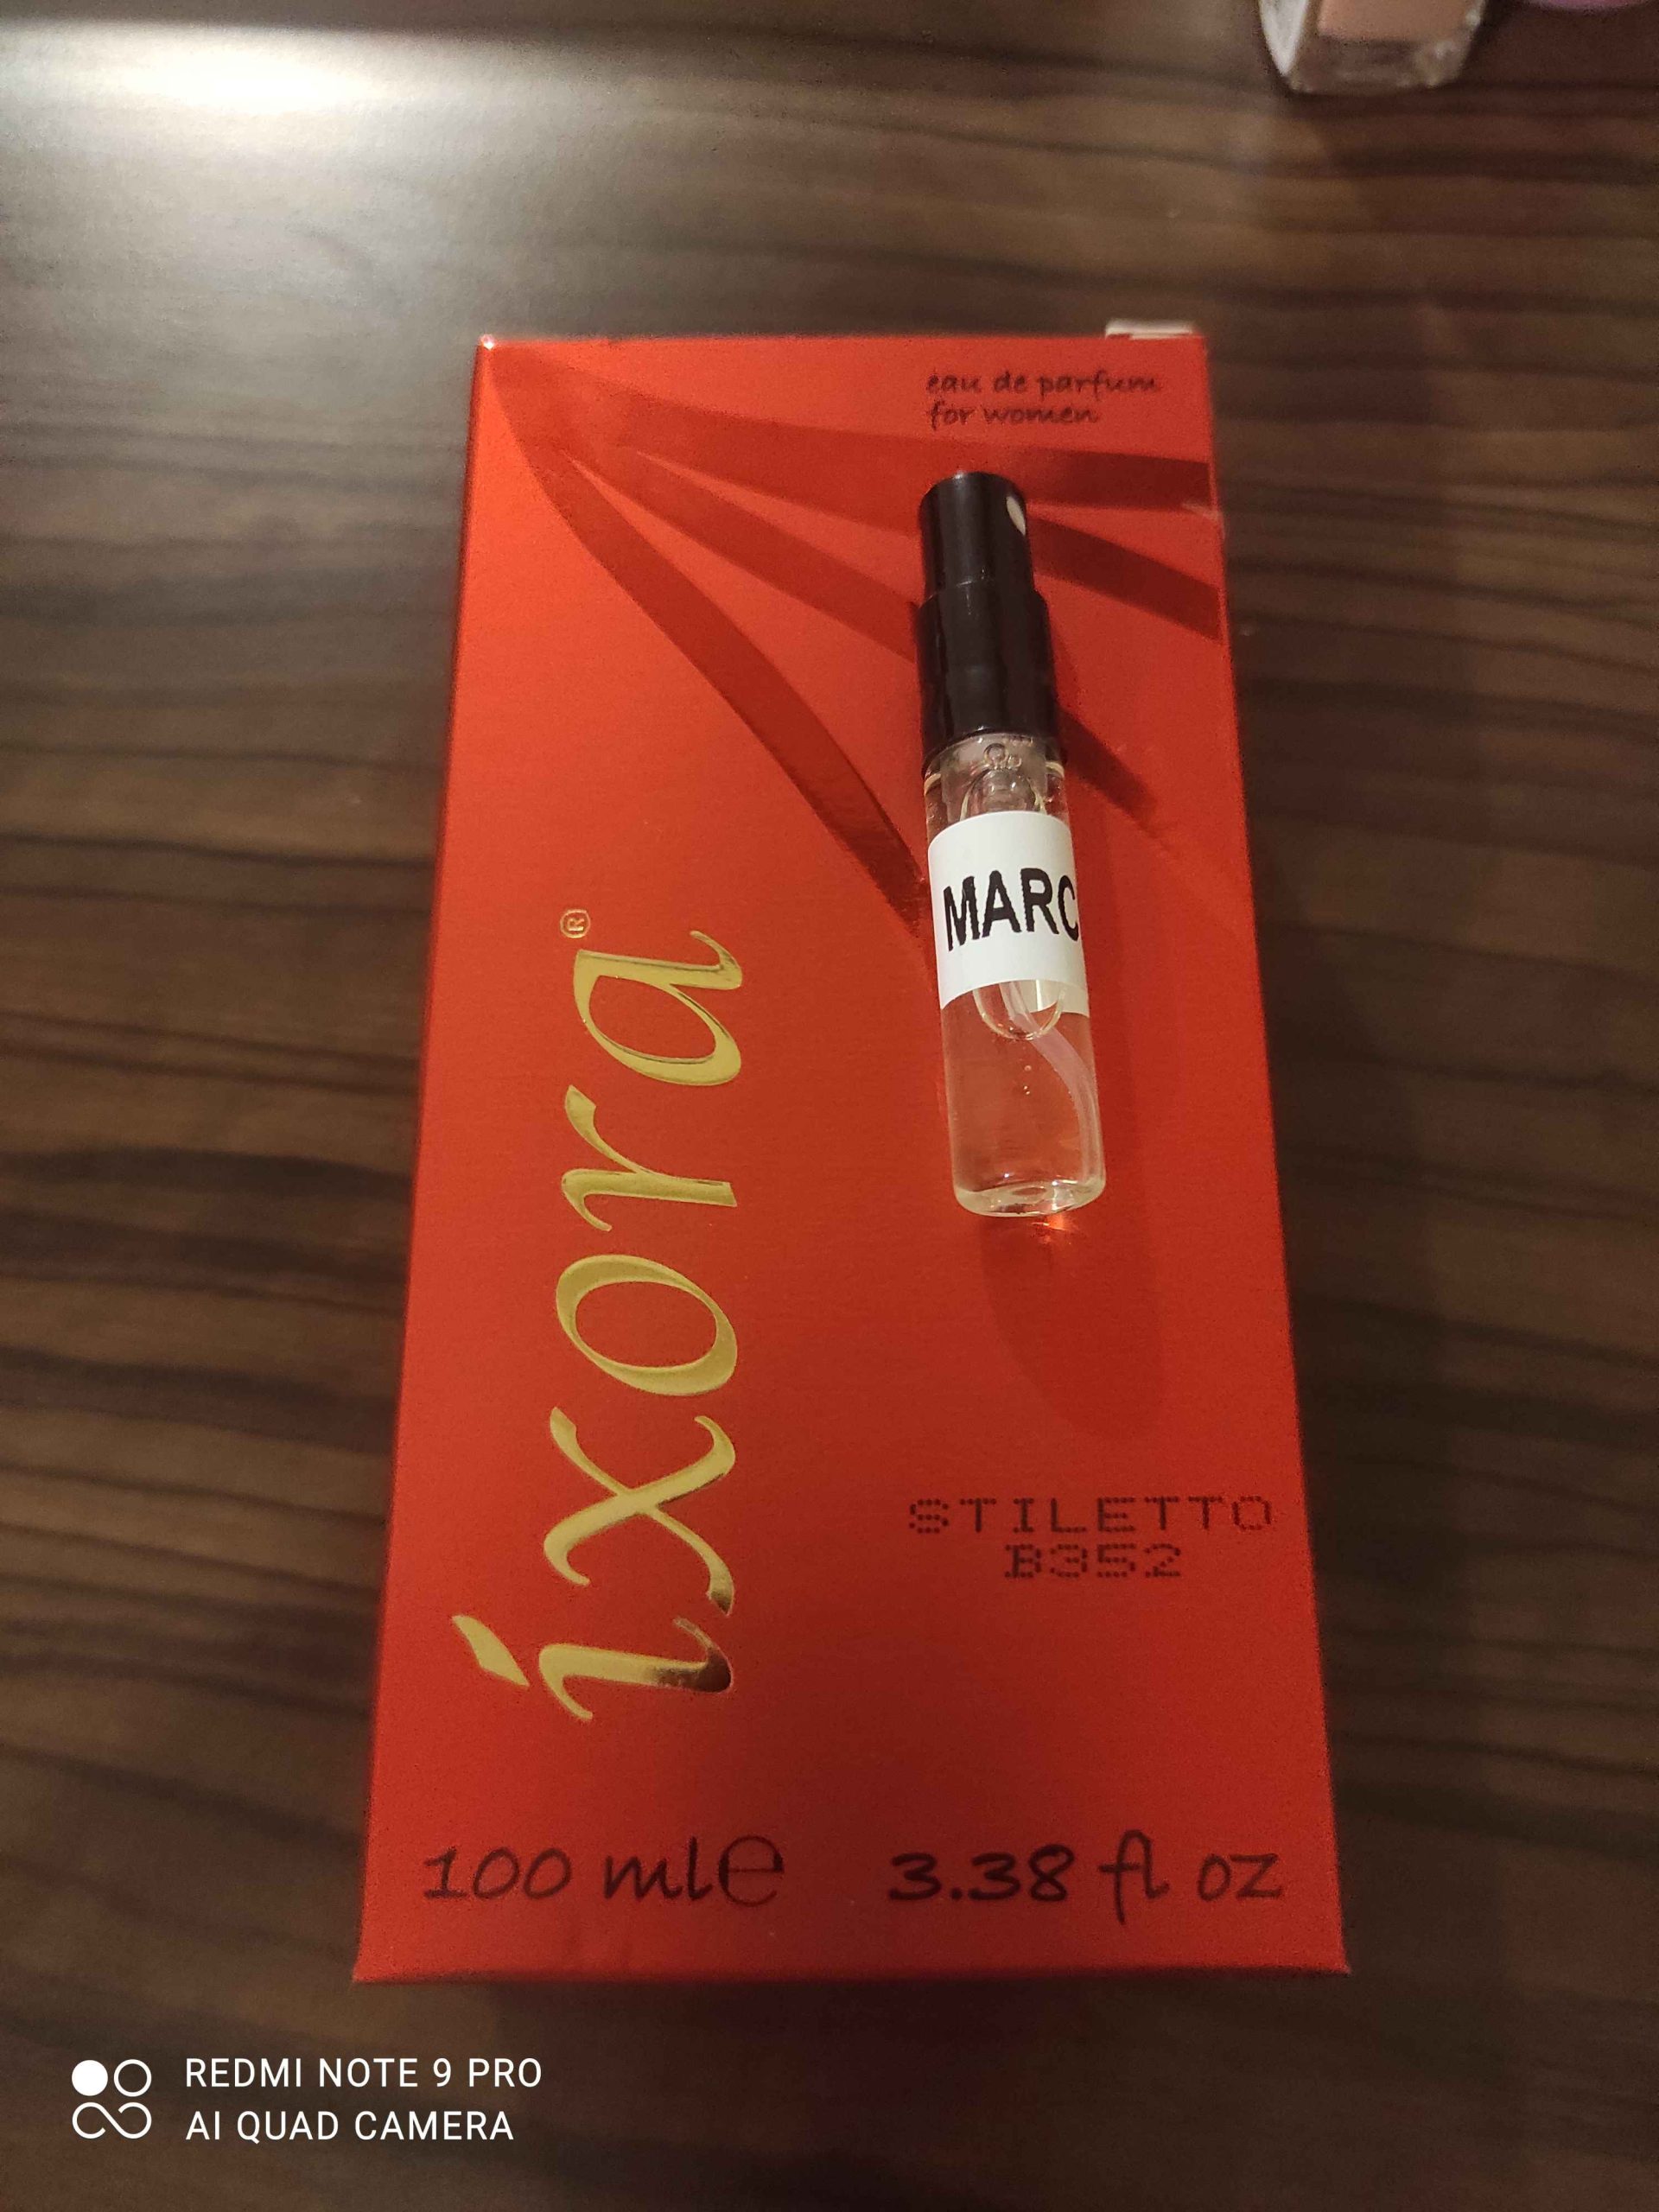 eau de parfum
for women
MARC
ixora®
STILETTO
B352
100 ml e 3.38 fl oz
REDMI NOTE 9 PRO
AI QUAD CAMERA